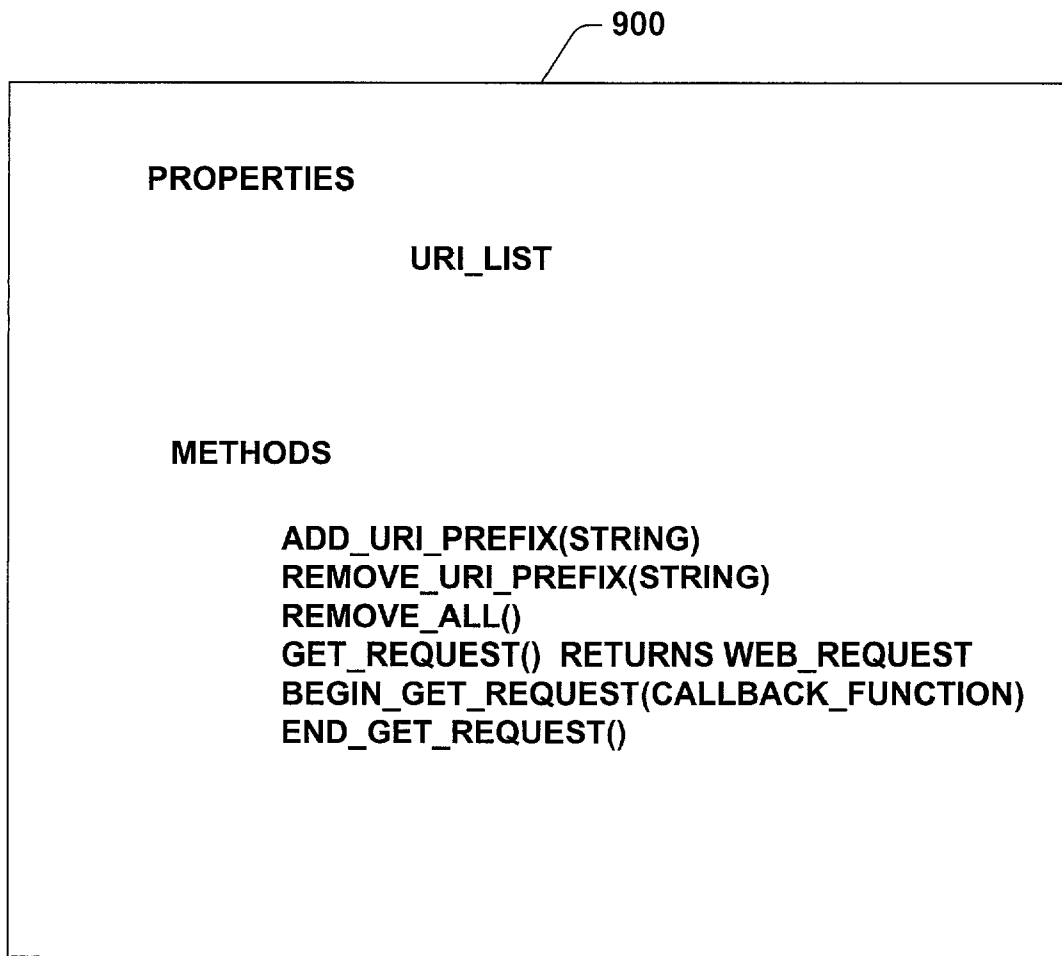 900
PROPERTIES
URI_LIST
METHODS
ADD_URI_PREFIX(STRING)
REMOVE_URI_PREFIX(STRING)
REMOVE_ALL()
GET_REQUEST() RETURNS WEB_REQUEST
BEGIN_GET_REQUEST(CALLBACK_FUNCTION)
END_GET_REQUEST()